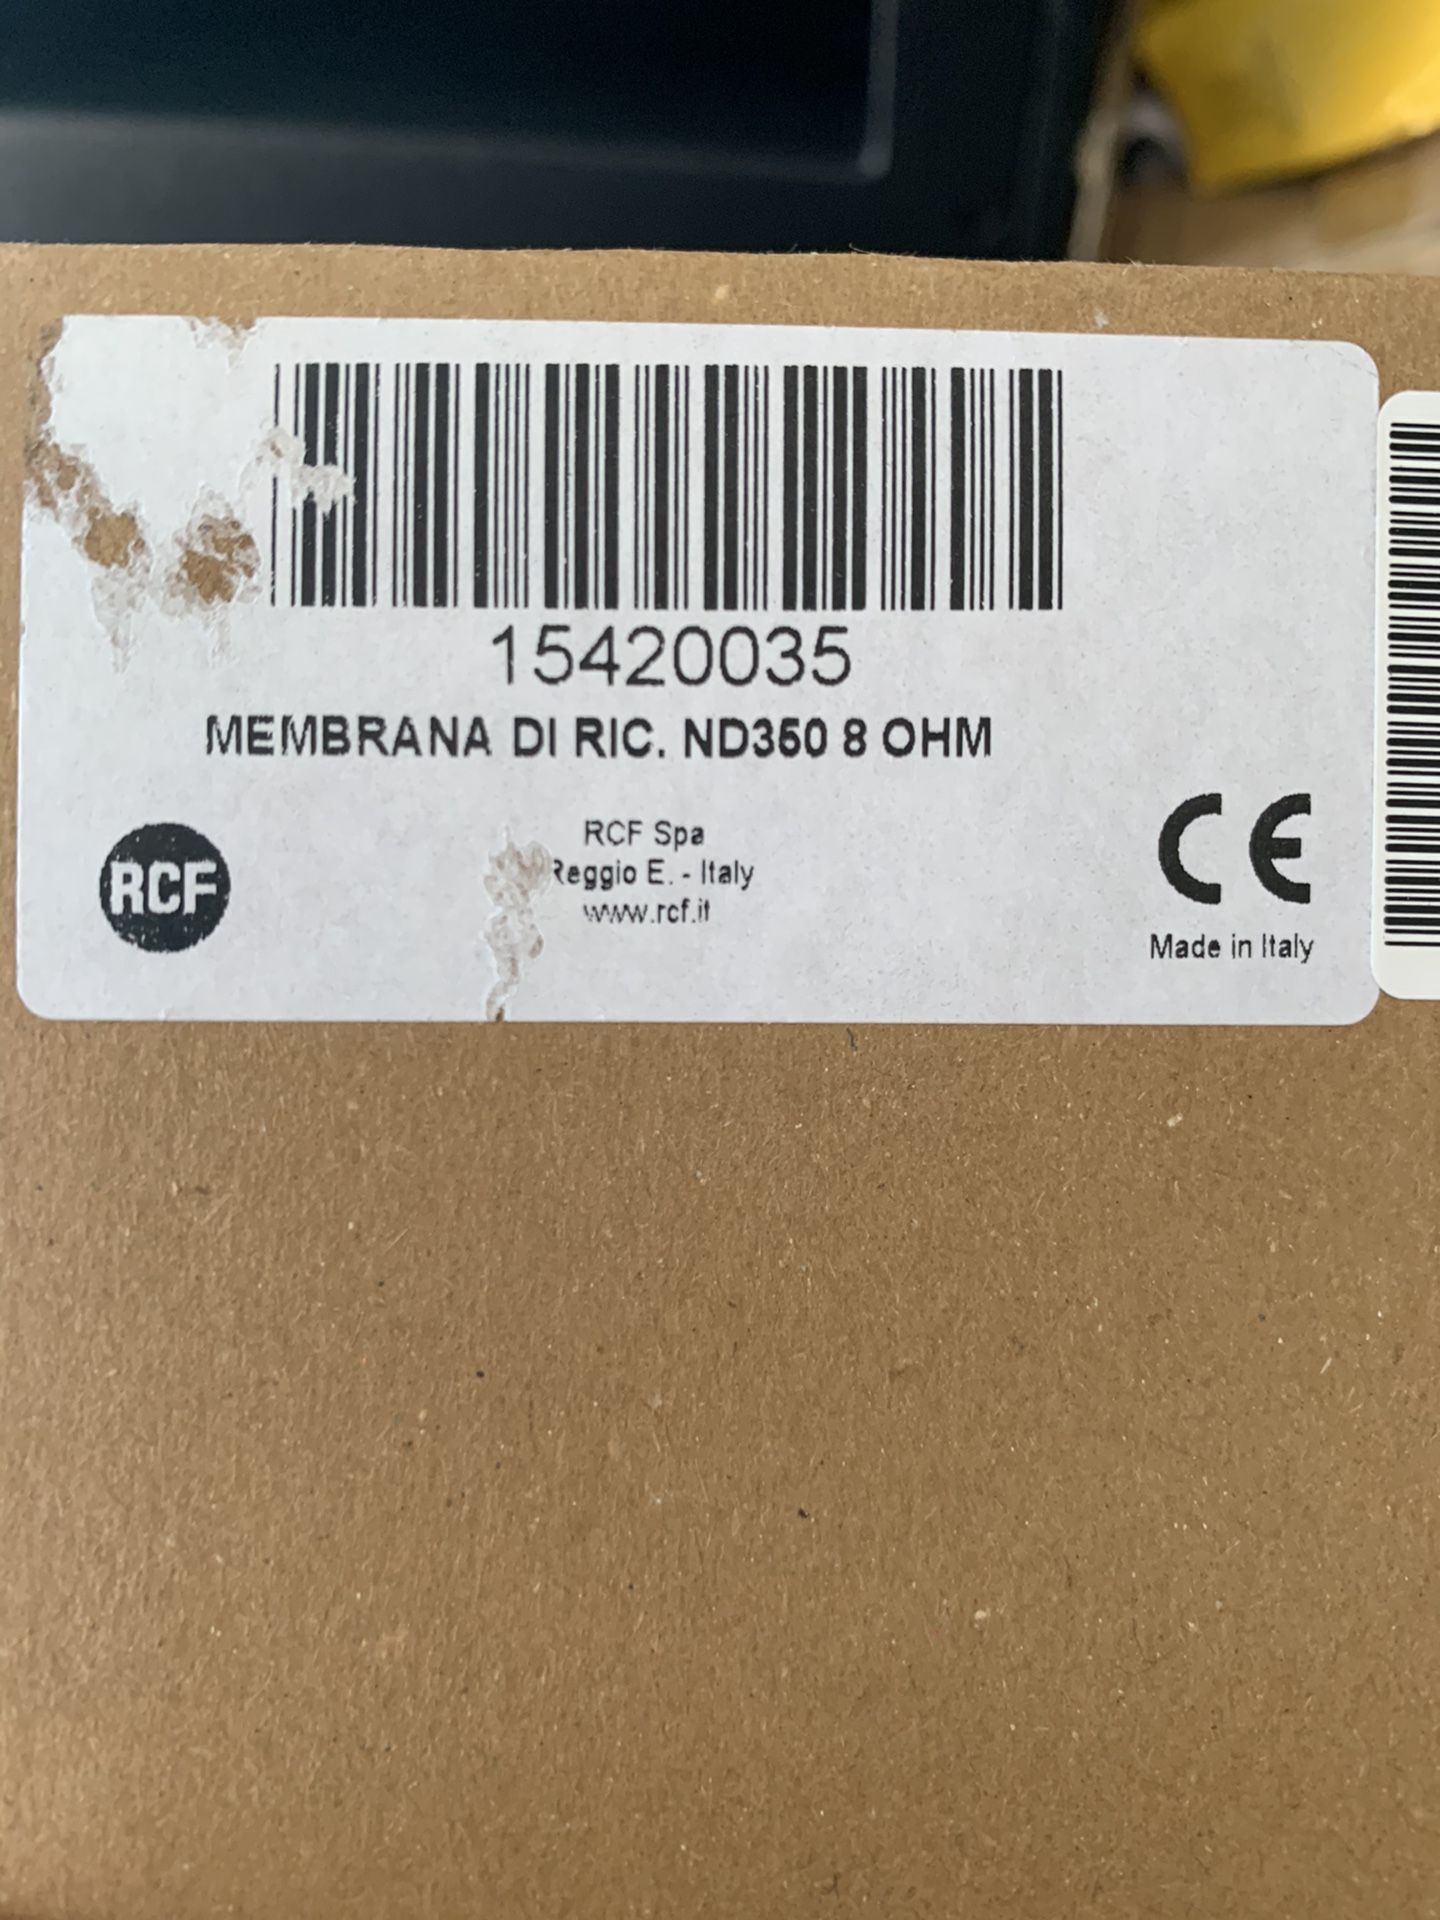 15420035
MEMBRANA DI RIC. ND350 8 OHM
RCF
RCF Spa
Reggio E. - Italy
www.rcf.it
CE
Made in Italy